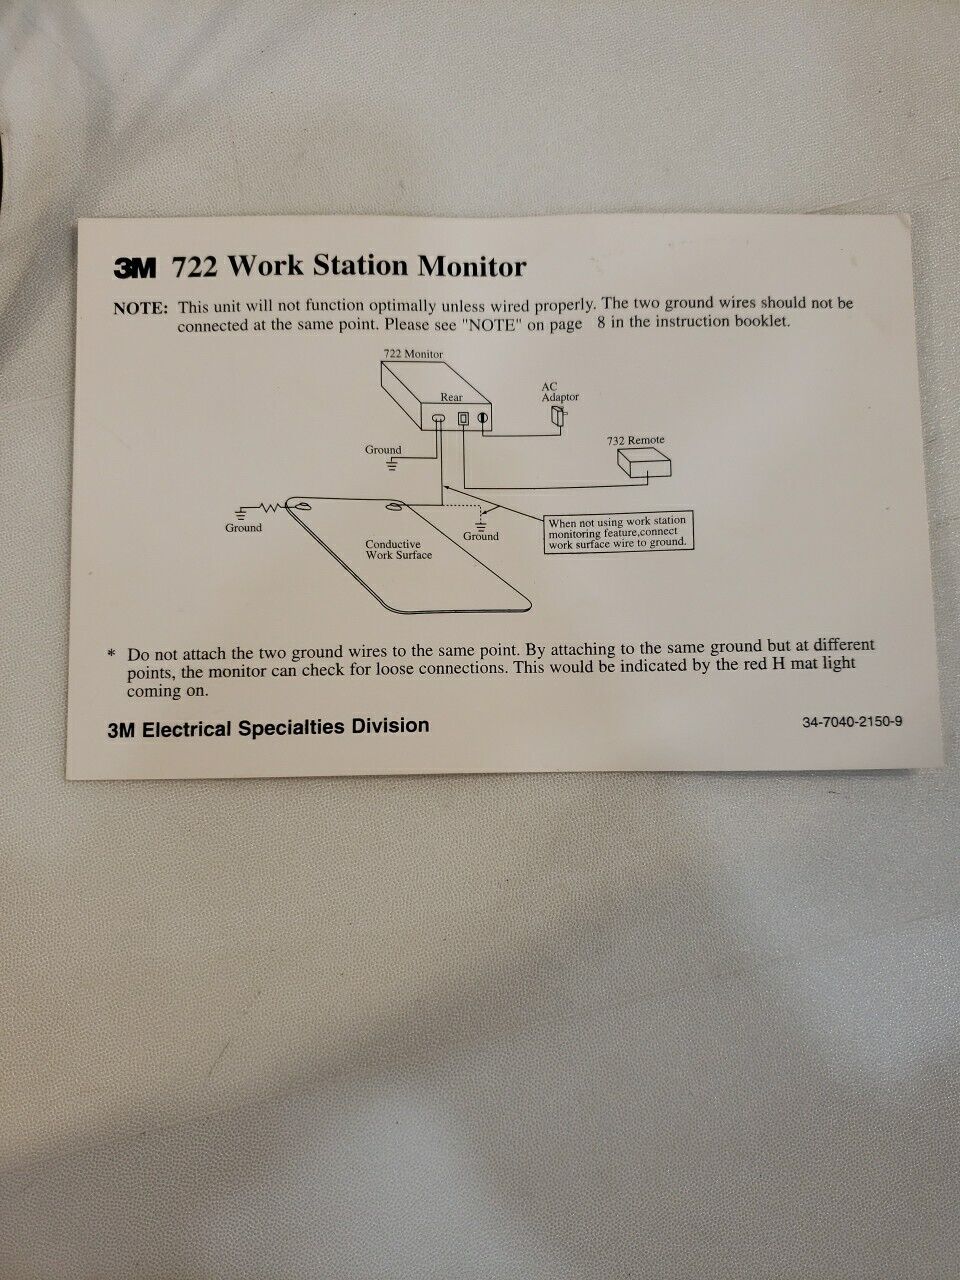 3M 722 Work Station Monitor
NOTE: This unit will not function optimally unless wired properly. The two ground wires should not be
connected at the same point. Please see "NOTE" on page 8 in the instruction booklet.
722 Monitor
Rear
AC
Adaptor
Ground
732 Remote
Ground
Ground
When not using work station
monitoring feature,connect
work surface wire to ground.
Conductive
Work Surface
* Do not attach the two ground wires to the same point. By attaching to the same ground but at different
points, the monitor can check for loose connections. This would be indicated by the red H mat light
coming on.
3M Electrical Specialties Division
34-7040-2150-9